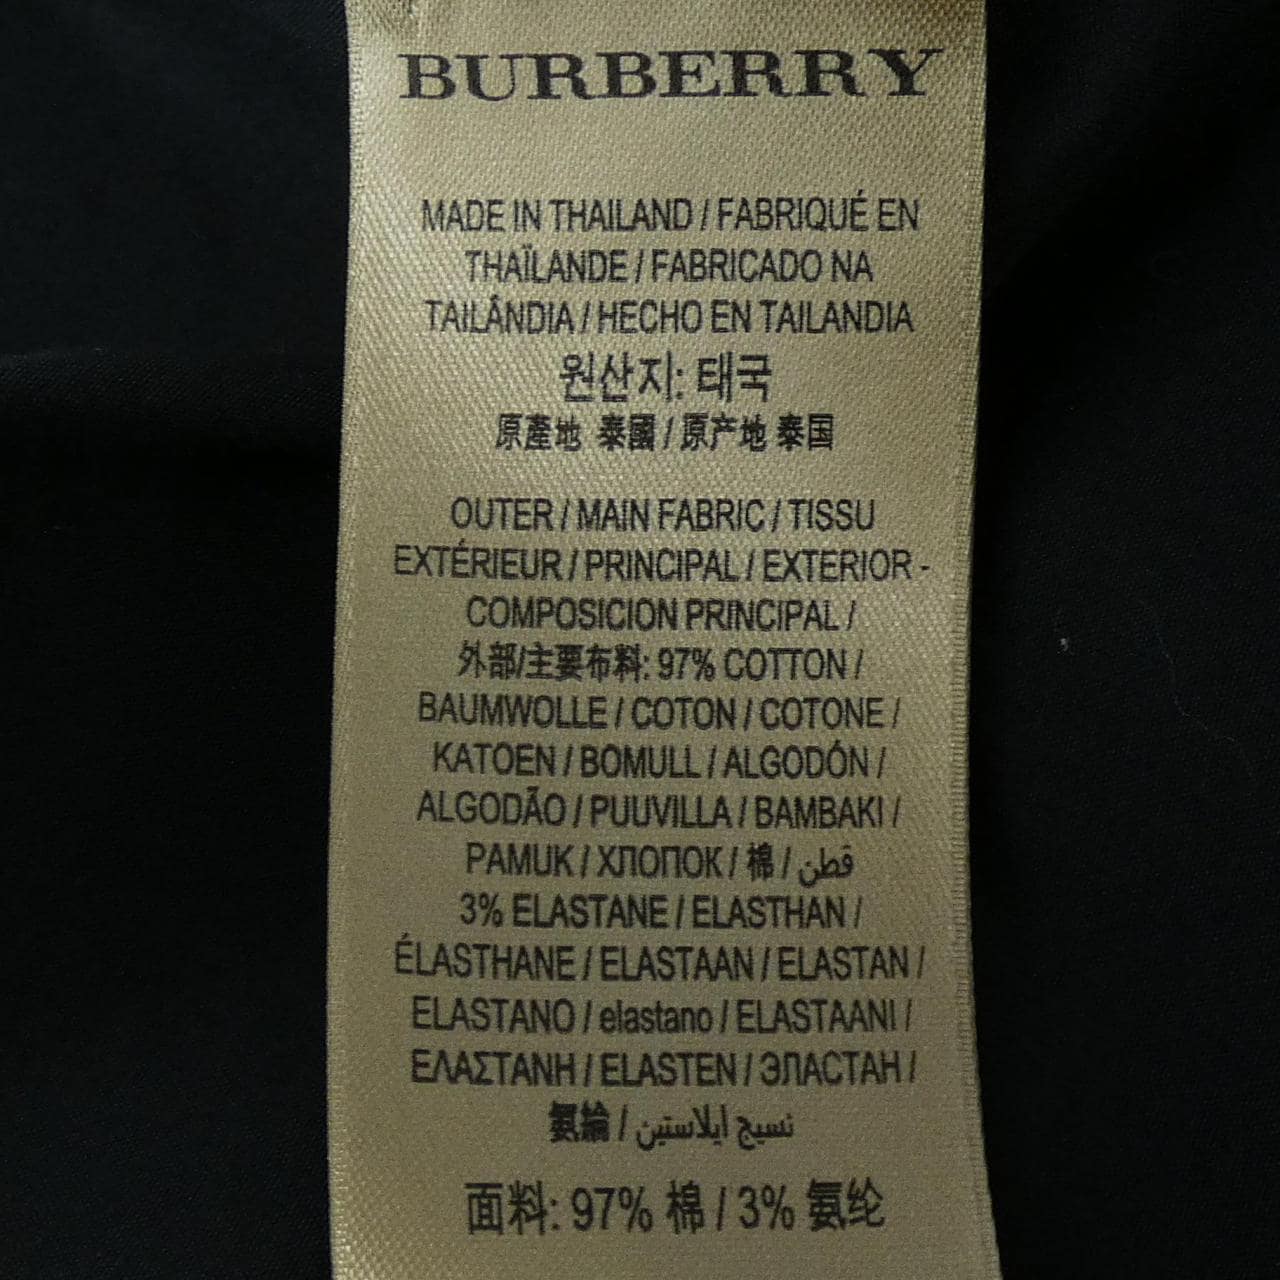 BURBERRY
MADE IN THAILAND / FABRIQUÉ EN
THAÏLANDE / FABRICADO NA
TAILÂNDIA / HECHO EN TAILANDIA
원산지: 태국
原產地 泰國 / 原产地 泰国
OUTER / MAIN FABRIC / TISSU
EXTÉRIEUR / PRINCIPAL / EXTERIOR -
COMPOSICION PRINCIPAL /
外部/主要布料: 97% COTTON /
BAUMWOLLE / COTON / COTONE /
KATOEN / BOMULL / ALGODÓN /
ALGODÃO / PUUVILLA / BAMBAKI /
PAMUK / ХЛОПОК / 棉 / قطن
3% ELASTANE / ELASTHAN /
ÉLASTHANE / ELASTAAN / ELASTAN /
ELASTANO / elastano / ELASTAANI /
ΕΛΑΣΤΑΝΗ / ELASTEN / ЭЛАСТАН /
氨綸 / نسيج ايلاستين
面料: 97% 棉 / 3% 氨纶